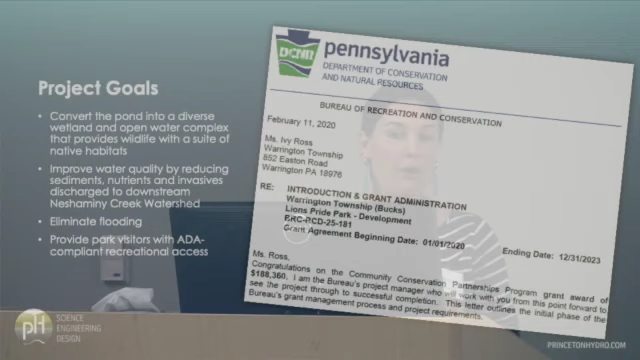 Project Goals
• Convert the pond into a diverse
wetland and open water complex
that provides wildlife with a suite of
native habitats
• Improve water quality by reducing
sediments, nutrients and invasives
discharged to downstream
Neshaminy Creek Watershed
• Eliminate flooding
• Provide park visitors with ADA-
compliant recreational access
DCNR
pennsylvania
DEPARTMENT OF CONSERVATION
AND NATURAL RESOURCES
BUREAU OF RECREATION AND CONSERVATION
February 11, 2020
Ms. Ivy Ross
Warrington Township
852 Easton Road
Warrington PA 18976
RE: INTRODUCTION & GRANT ADMINISTRATION
Warrington Township (Bucks)
Lions Pride Park - Development
ERC-RCD-25-181
Grant Agreement Beginning Date: 01/01/2020 Ending Date: 12/31/2023
Ms. Ross,
Congratulations on the Community Conservation Partnerships Program grant award of
$188,360. I am the Bureau's project manager who will work with you from this point forward to
see the project through to successful completion. This letter outlines the initial phase of the
Bureau's grant management process and project requirements.
pH
SCIENCE
ENGINEERING
DESIGN
PRINCETONHYDRO.COM